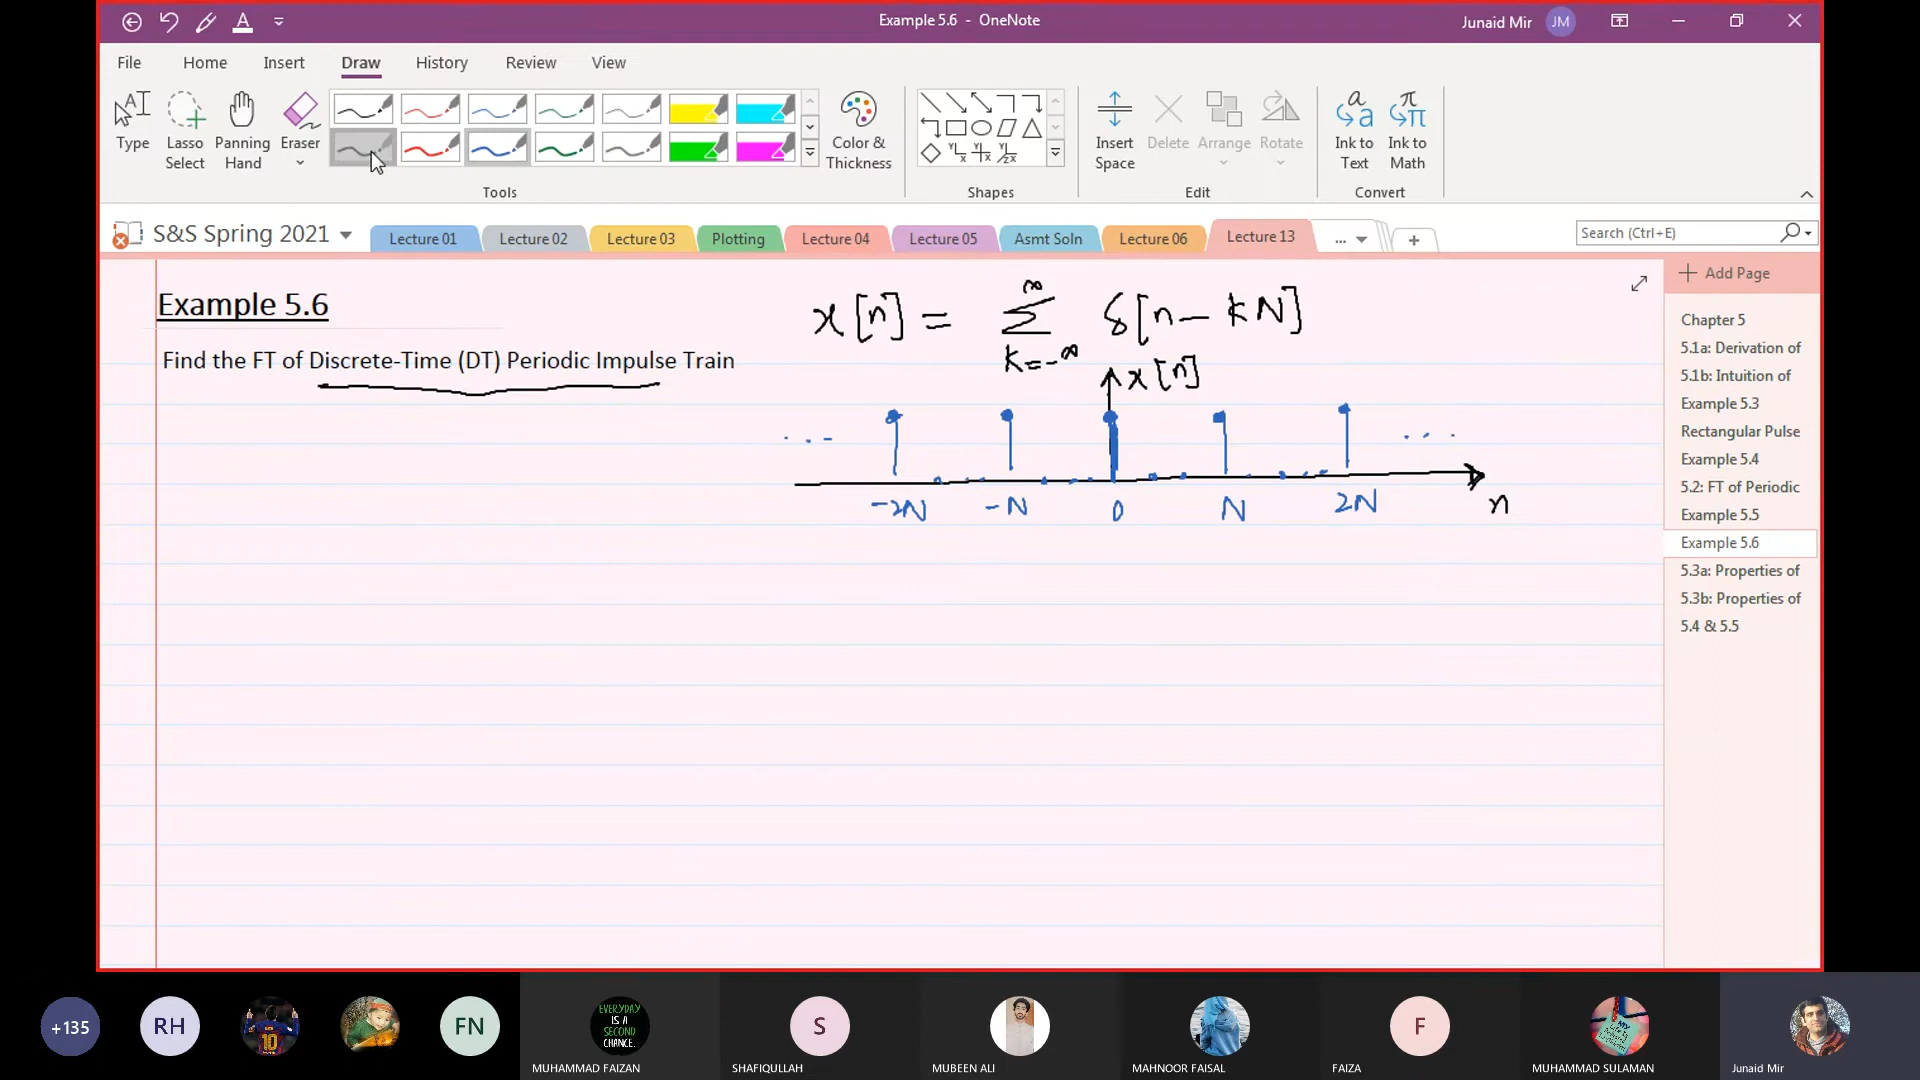 Example 5.6 - OneNote
Junaid Mir JM
File Home Insert Draw History Review View
Type
Lasso Select
Panning Hand
Eraser
Color & Thickness
Insert Space
Delete
Arrange
Rotate
Ink to Text
Ink to Math
Tools Shapes Edit Convert
S&S Spring 2021 Lecture 01 Lecture 02 Lecture 03 Plotting Lecture 04 Lecture 05 Asmt Soln Lecture 06 Lecture 13 ... +
Search (Ctrl+E)
Add Page
Chapter 5
5.1a: Derivation of
5.1b: Intuition of
Example 5.3
Rectangular Pulse
Example 5.4
5.2: FT of Periodic
Example 5.5
Example 5.6
5.3a: Properties of
5.3b: Properties of
5.4 & 5.5
Example 5.6
Find the FT of Discrete-Time (DT) Periodic Impulse Train
∞
x[n] = Σ δ[n-kN]
k=-∞
x[n]
... ...
-2N -N 0 N 2N n
+135 RH FN S F
EVERYDAY
IS A
SECOND
CHANCE.
MUHAMMAD FAIZAN SHAFIQULLAH MUBEEN ALI MAHNOOR FAISAL FAIZA MUHAMMAD SULAMAN Junaid Mir
10